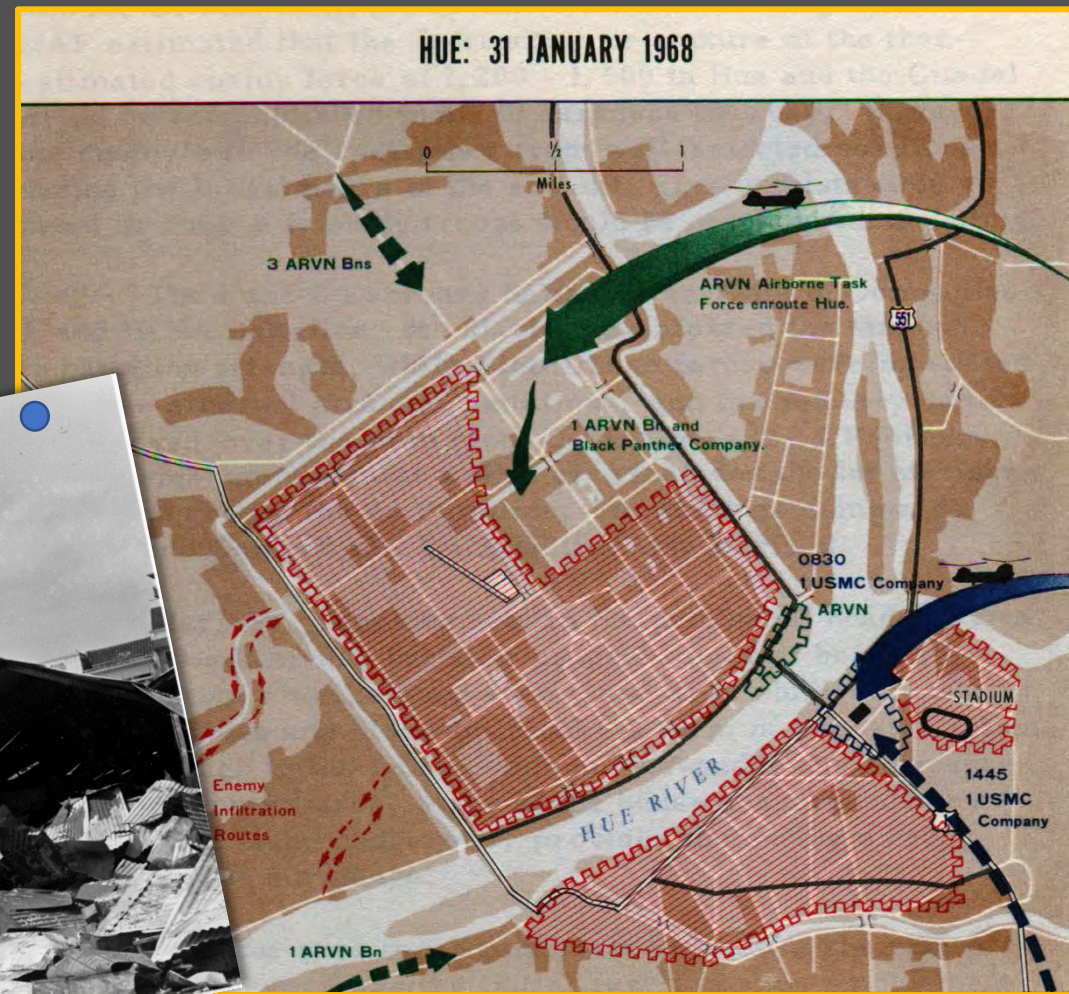 HUE: 31 JANUARY 1968
0 ½ 1
Miles
3 ARVN Bns
ARVN Airborne Task
Force enroute Hue.
551
1 ARVN Bn and
Black Panther Company.
0830
1 USMC Company
ARVN
STADIUM
1445
1 USMC
Company
HUE RIVER
Enemy
Infiltration
Routes
1 ARVN Bn